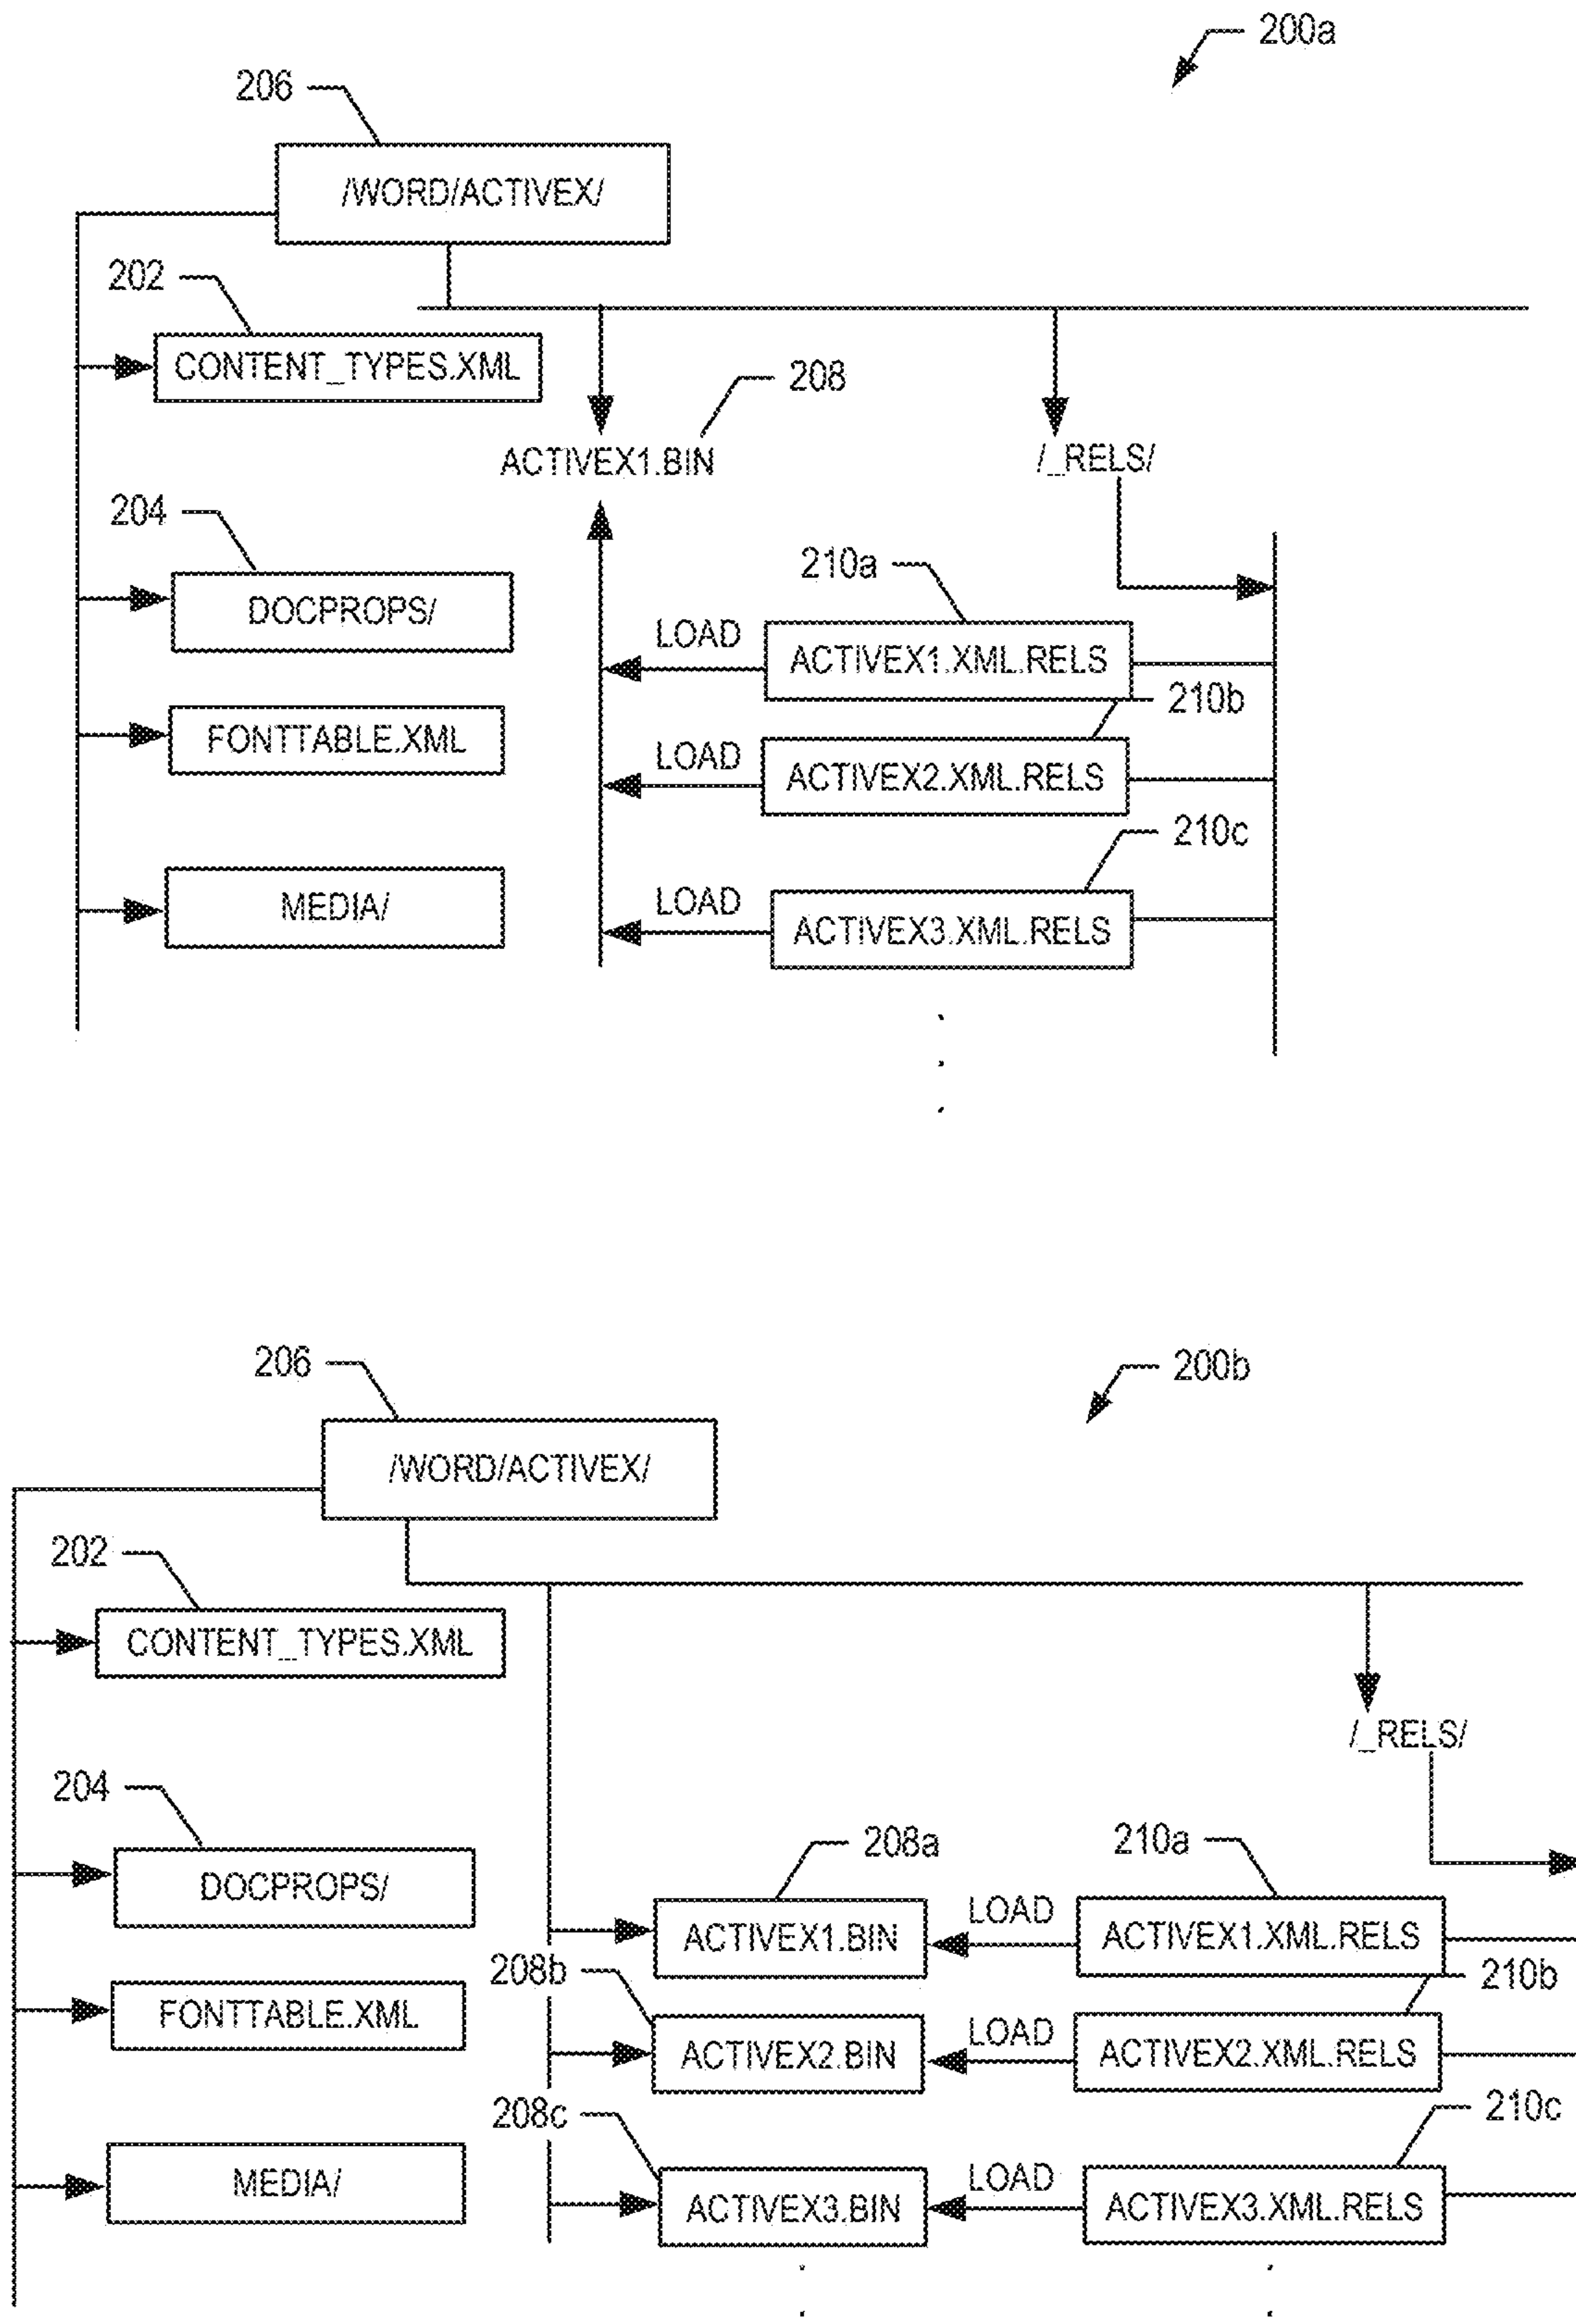 200a
206
/WORD/ACTIVEX/
202
CONTENT_TYPES.XML
208
ACTIVEX1.BIN
/_RELS/
204
DOCPROPS/
210a
LOAD
ACTIVEX1.XML.RELS
210b
FONTTABLE.XML
LOAD
ACTIVEX2.XML.RELS
210c
MEDIA/
LOAD
ACTIVEX3.XML.RELS
206
200b
/WORD/ACTIVEX/
202
CONTENT_TYPES.XML
/_RELS/
204
DOCPROPS/
208a
210a
ACTIVEX1.BIN
LOAD
ACTIVEX1.XML.RELS
208b
210b
FONTTABLE.XML
ACTIVEX2.BIN
LOAD
ACTIVEX2.XML.RELS
208c
210c
MEDIA/
ACTIVEX3.BIN
LOAD
ACTIVEX3.XML.RELS